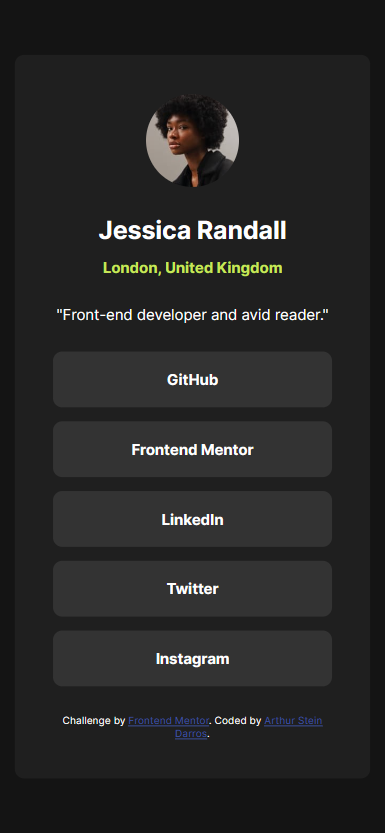 Jessica Randall
London, United Kingdom
"Front-end developer and avid reader."
GitHub
Frontend Mentor
LinkedIn
Twitter
Instagram
Challenge by Frontend Mentor. Coded by Arthur Stein
Darros.